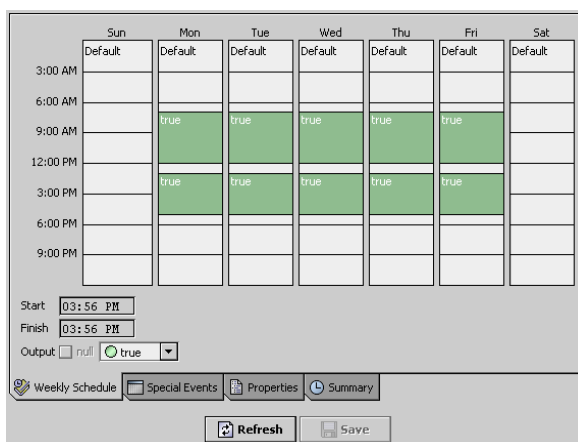 Sun Mon Tue Wed Thu Fri Sat
Default Default Default Default Default Default Default
3:00 AM
6:00 AM
true true true true true
9:00 AM
12:00 PM
true true true true true
3:00 PM
6:00 PM
9:00 PM
Start 03:56 PM
Finish 03:56 PM
Output null true
Weekly Schedule Special Events Properties Summary
Refresh Save